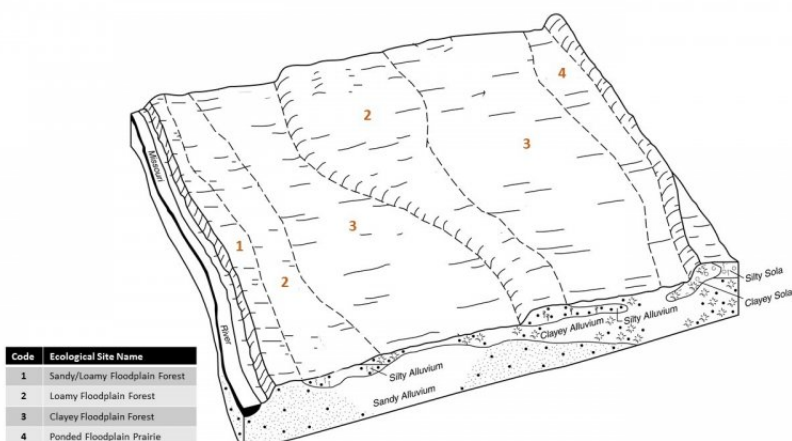 4
2
3
3
1
2
Missouri
River
Silty Sola
Clayey Sola
Silty Alluvium
Clayey Alluvium
Silty Alluvium
Sandy Alluvium
Code Ecological Site Name
1 Sandy/Loamy Floodplain Forest
2 Loamy Floodplain Forest
3 Clayey Floodplain Forest
4 Ponded Floodplain Prairie